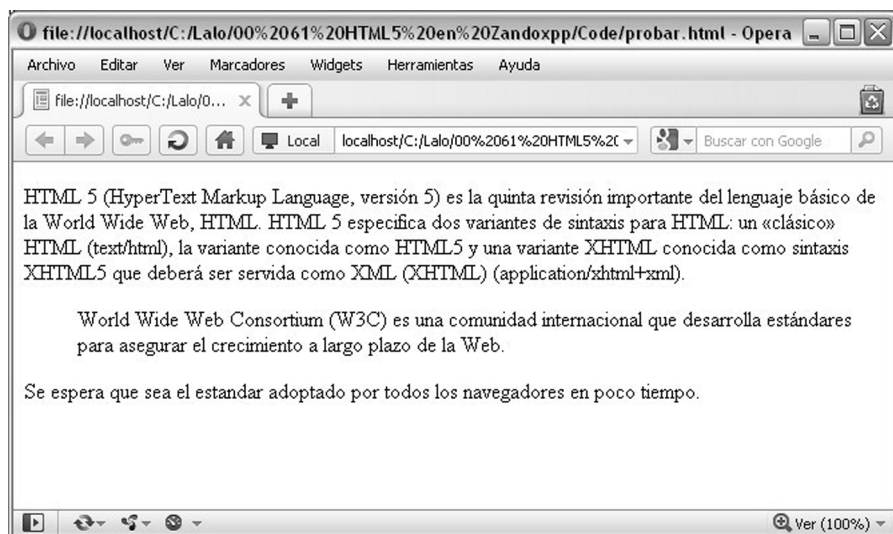 file://localhost/C:/Lalo/00%2061%20HTML5%20en%20Zandoxpp/Code/probar.html - Opera
Archivo Editar Ver Marcadores Widgets Herramientas Ayuda
file://localhost/C:/Lalo/0...
Local localhost/C:/Lalo/00%2061%20HTML5%20 Buscar con Google
HTML 5 (HyperText Markup Language, versión 5) es la quinta revisión importante del lenguaje básico de
la World Wide Web, HTML. HTML 5 especifica dos variantes de sintaxis para HTML: un «clásico»
HTML (text/html), la variante conocida como HTML5 y una variante XHTML conocida como sintaxis
XHTML5 que deberá ser servida como XML (XHTML) (application/xhtml+xml).
World Wide Web Consortium (W3C) es una comunidad internacional que desarrolla estándares
para asegurar el crecimiento a largo plazo de la Web.
Se espera que sea el estandar adoptado por todos los navegadores en poco tiempo.
Ver (100%)